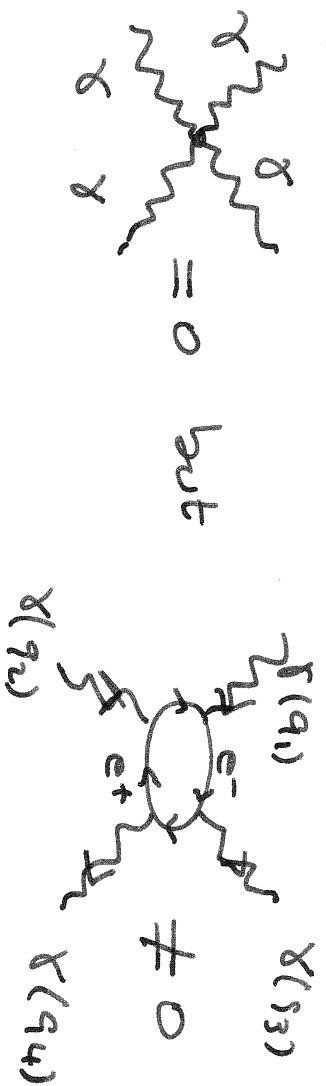 γ γ γ(q₁) γ(q₃)
e⁻
= 0 but ≠ 0
e⁺
γ γ γ(q₂) γ(q₄)